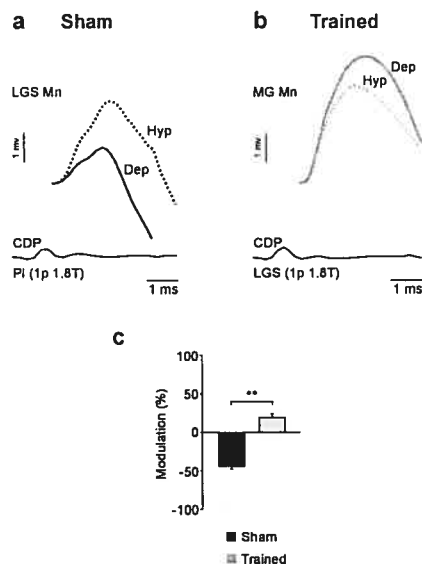 a Sham
LGS Mn
1 mv
Hyp
Dep
CDP
Pl (1p 1.8T)
1 ms
b Trained
MG Mn
1 mv
Dep
Hyp
CDP
LGS (1p 1.8T)
1 ms
c
100
50
0
-50
-100
Modulation (%)
**
Sham
Trained